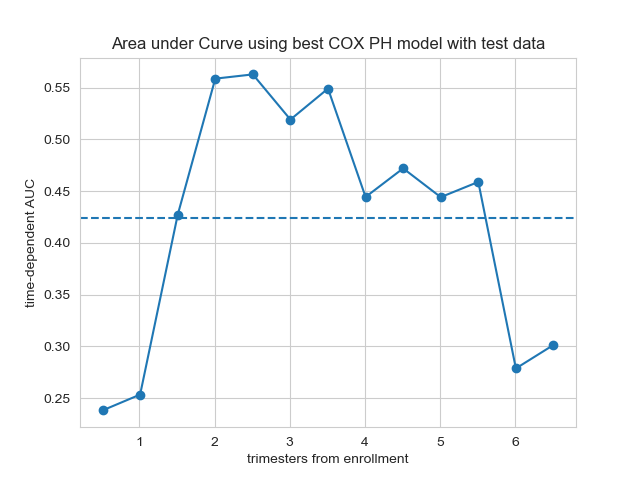 Area under Curve using best COX PH model with test data
time-dependent AUC
0.55
0.50
0.45
0.40
0.35
0.30
0.25
1 2 3 4 5 6
trimesters from enrollment